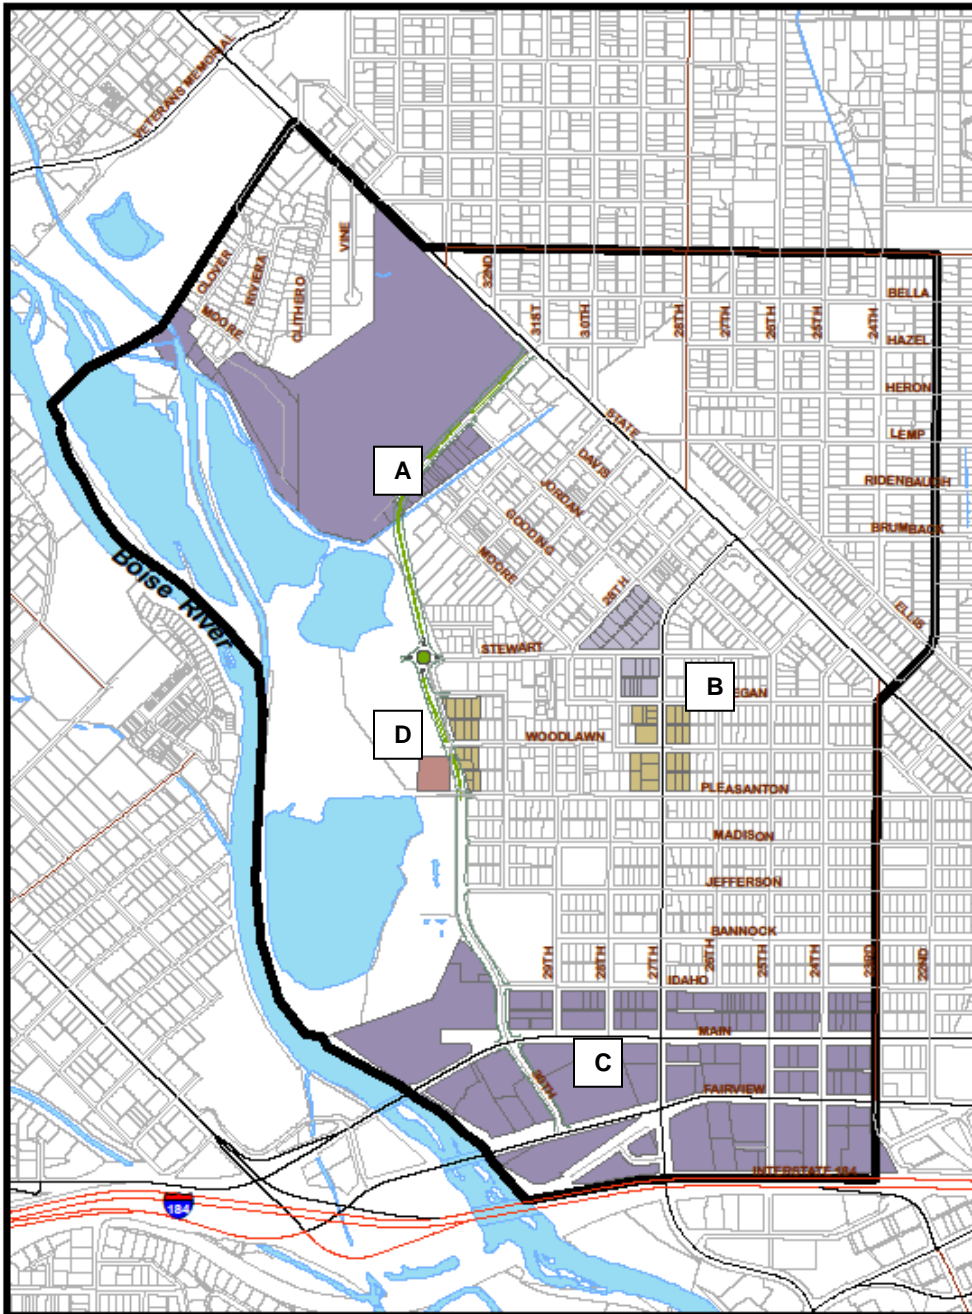 VETERANS MEMORIAL
CLOVER
RIVIERA
VINE
MOORE
CLITHERO
32ND
31ST
30TH
28TH
27TH
26TH
25TH
24TH
BELLA
HAZEL
HERON
LEMP
RIDENBAUGH
BRUMBACK
ELLIS
STATE
A
DAVIS
JORDAN
GOODING
MOORE
28TH
Boise River
STEWART
B
EGAN
D
WOODLAWN
PLEASANTON
MADISON
JEFFERSON
BANNOCK
29TH
28TH
27TH
26TH
25TH
24TH
23RD
22ND
IDAHO
MAIN
C
30TH
FAIRVIEW
INTERSTATE 184
184